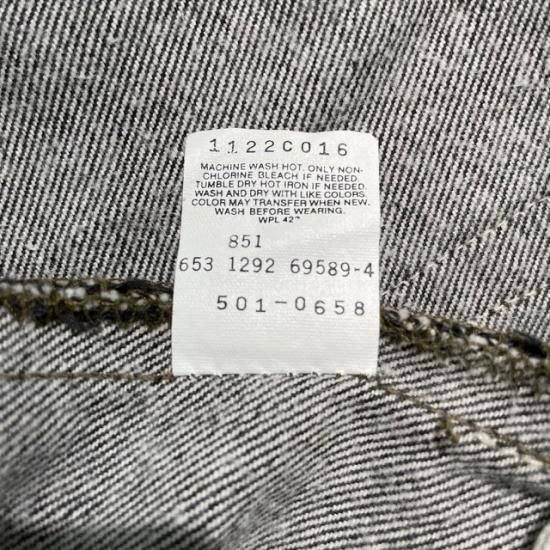 1122C016
MACHINE WASH HOT. ONLY NON-
CHLORINE BLEACH IF NEEDED.
TUMBLE DRY HOT IRON IF NEEDED.
WASH AND DRY WITH LIKE COLORS.
COLOR MAY TRANSFER WHEN NEW.
WASH BEFORE WEARING.
WPL 42™
851
653 1292 69589-4
501-0658